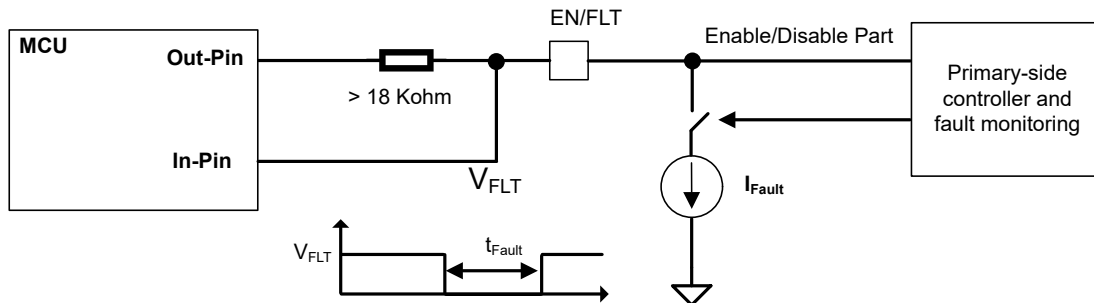 EN/FLT
MCU
Out-Pin
Enable/Disable Part
> 18 Kohm
Primary-side
controller and
fault monitoring
In-Pin
VFLT
IFault
VFLT
tFault